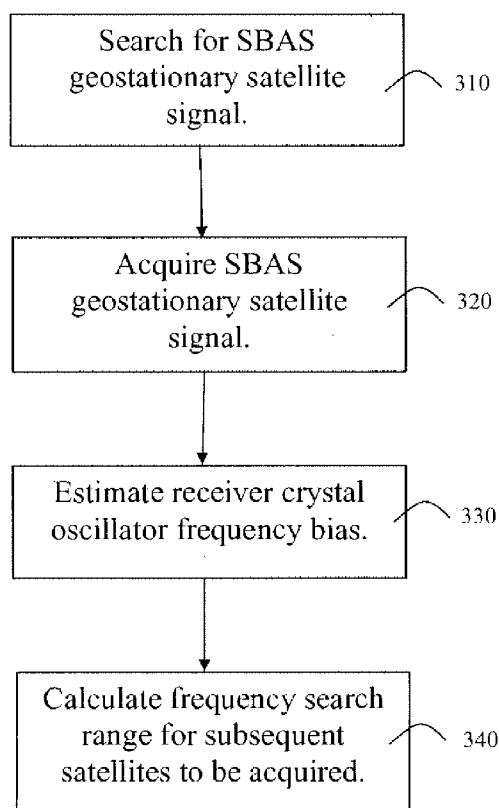 Search for SBAS
geostationary satellite
signal.
310
Acquire SBAS
geostationary satellite
signal.
320
Estimate receiver crystal
oscillator frequency bias.
330
Calculate frequency search
range for subsequent
satellites to be acquired.
340